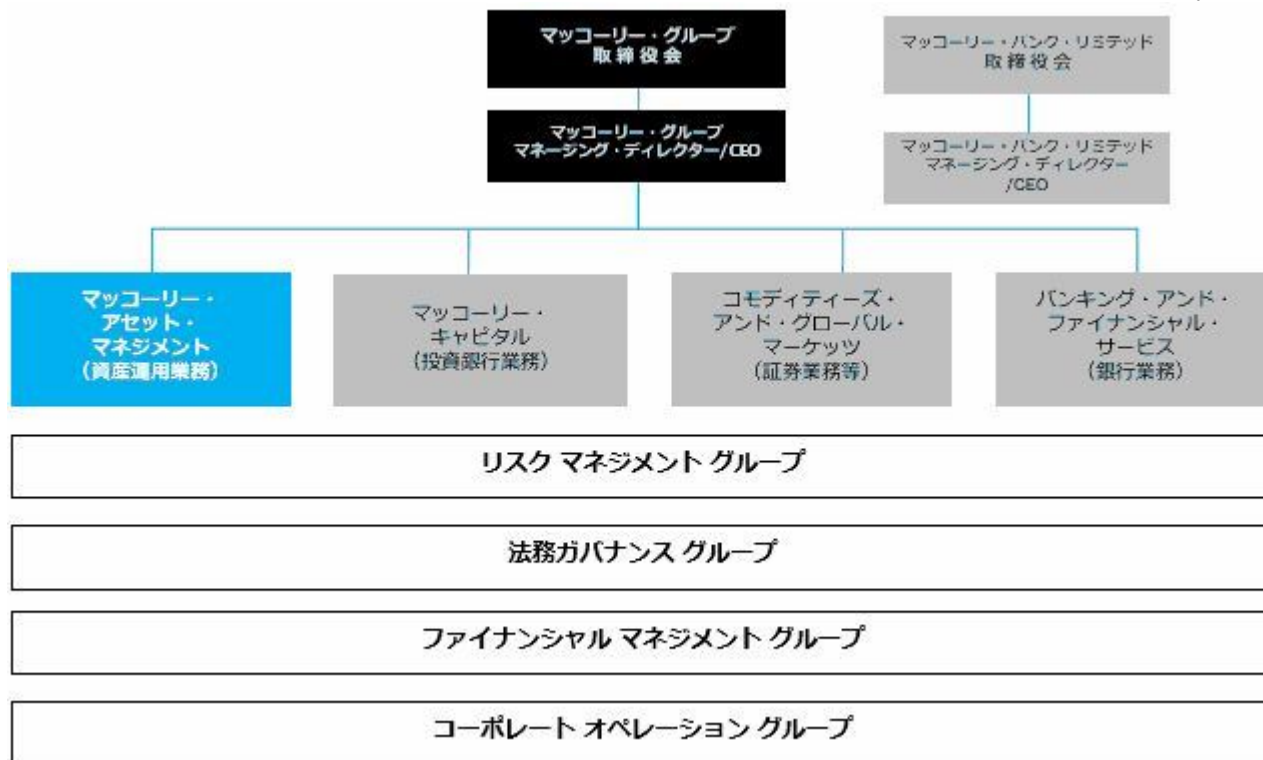 マッコーリー・グループ
取締役会
マッコーリー・バンク・リミテッド
取締役会
マッコーリー・グループ
マネージング・ディレクター/CEO
マッコーリー・バンク・リミテッド
マネージング・ディレクター
/CEO
マッコーリー・
アセット・
マネジメント
(資産運用業務)
マッコーリー・
キャピタル
(投資銀行業務)
コモディティーズ・
アンド・グローバル・
マーケッツ
(証券業務等)
バンキング・アンド・
ファイナンシャル・
サービス
(銀行業務)
リスク マネジメント グループ
法務ガバナンス グループ
ファイナンシャル マネジメント グループ
コーポレート オペレーション グループ